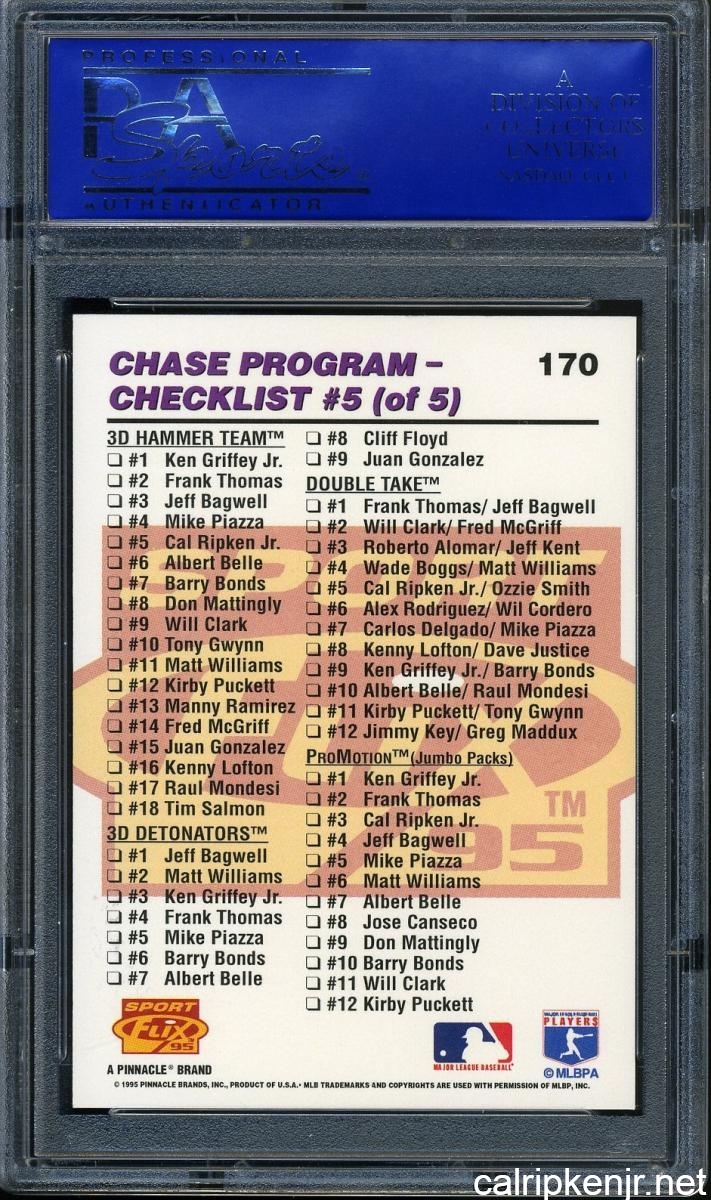 PROFESSIONAL
PSA
Sports
AUTHENTICATOR
A
DIVISION OF
COLLECTORS
UNIVERSE
NASDAQ: CLCT
CHASE PROGRAM –
CHECKLIST #5 (of 5)
170
3D HAMMER TEAM™
#1 Ken Griffey Jr.
#2 Frank Thomas
#3 Jeff Bagwell
#4 Mike Piazza
#5 Cal Ripken Jr.
#6 Albert Belle
#7 Barry Bonds
#8 Don Mattingly
#9 Will Clark
#10 Tony Gwynn
#11 Matt Williams
#12 Kirby Puckett
#13 Manny Ramirez
#14 Fred McGriff
#15 Juan Gonzalez
#16 Kenny Lofton
#17 Raul Mondesi
#18 Tim Salmon
3D DETONATORS™
#1 Jeff Bagwell
#2 Matt Williams
#3 Ken Griffey Jr.
#4 Frank Thomas
#5 Mike Piazza
#6 Barry Bonds
#7 Albert Belle
#8 Cliff Floyd
#9 Juan Gonzalez
DOUBLE TAKE™
#1 Frank Thomas/ Jeff Bagwell
#2 Will Clark/ Fred McGriff
#3 Roberto Alomar/ Jeff Kent
#4 Wade Boggs/ Matt Williams
#5 Cal Ripken Jr./ Ozzie Smith
#6 Alex Rodriguez/ Wil Cordero
#7 Carlos Delgado/ Mike Piazza
#8 Kenny Lofton/ Dave Justice
#9 Ken Griffey Jr./ Barry Bonds
#10 Albert Belle/ Raul Mondesi
#11 Kirby Puckett/ Tony Gwynn
#12 Jimmy Key/ Greg Maddux
PROMOTION™ (Jumbo Packs)
#1 Ken Griffey Jr.
#2 Frank Thomas
#3 Cal Ripken Jr.
#4 Jeff Bagwell
#5 Mike Piazza
#6 Matt Williams
#7 Albert Belle
#8 Jose Canseco
#9 Don Mattingly
#10 Barry Bonds
#11 Will Clark
#12 Kirby Puckett
SPORT
FLIX
95
TM
SPORT
FLIX
95
A PINNACLE® BRAND
MAJOR LEAGUE BASEBALL
MAJOR LEAGUE BASEBALL
PLAYERS
© MLBPA
© 1995 PINNACLE BRANDS, INC., PRODUCT OF U.S.A. • MLB TRADEMARKS AND COPYRIGHTS ARE USED WITH PERMISSION OF MLBP, INC.
calripkenjr.net